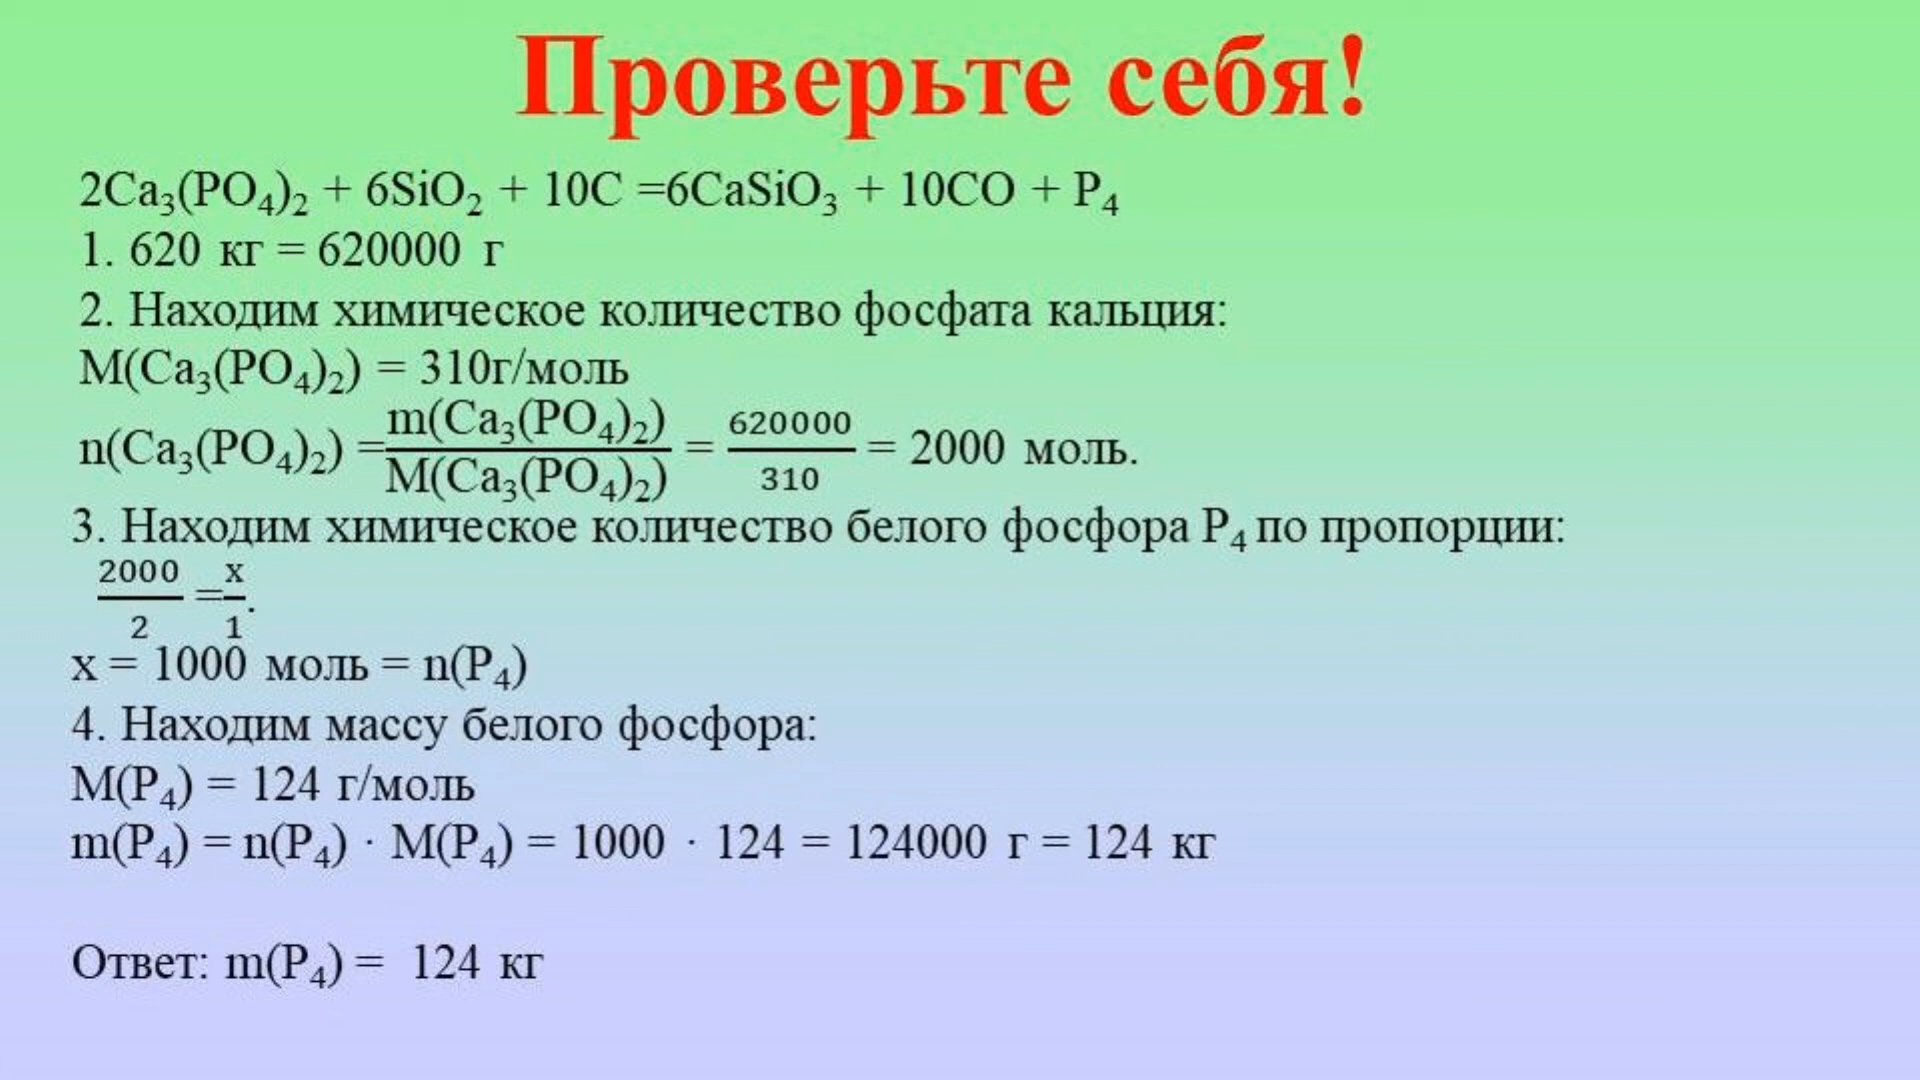 Проверьте себя!
2Ca₃(PO₄)₂ + 6SiO₂ + 10C =6CaSiO₃ + 10CO + P₄
1. 620 кг = 620000 г
2. Находим химическое количество фосфата кальция:
M(Ca₃(PO₄)₂) = 310г/моль
n(Ca₃(PO₄)₂) = m(Ca₃(PO₄)₂) / M(Ca₃(PO₄)₂) = 620000 / 310 = 2000 моль.
3. Находим химическое количество белого фосфора P₄ по пропорции:
2000 / 2 = x / 1.
x = 1000 моль = n(P₄)
4. Находим массу белого фосфора:
M(P₄) = 124 г/моль
m(P₄) = n(P₄) · M(P₄) = 1000 · 124 = 124000 г = 124 кг
Ответ: m(P₄) = 124 кг